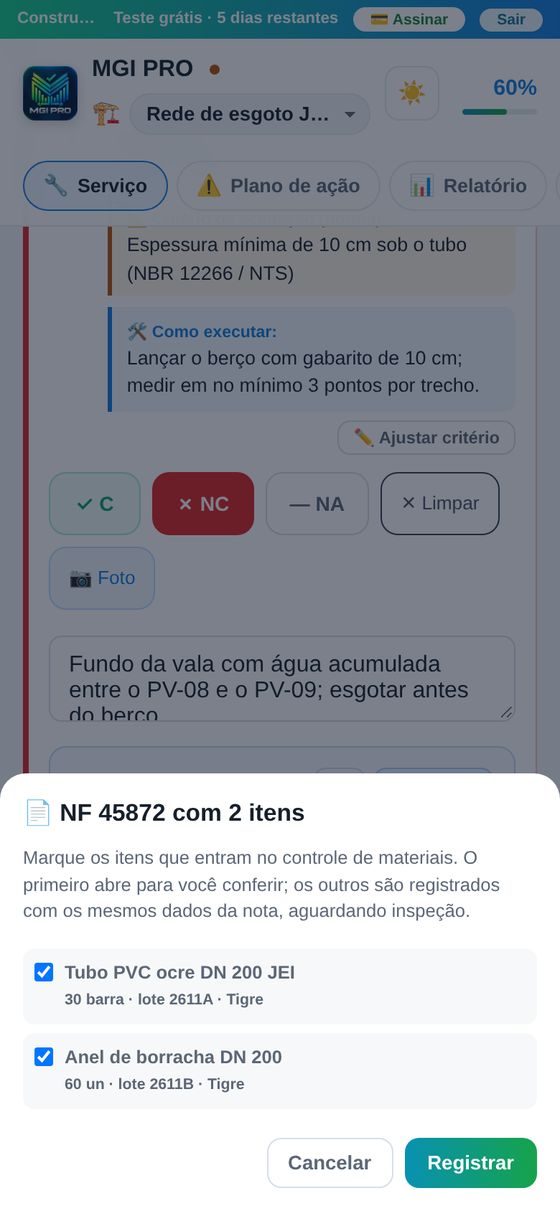 Constru… Teste grátis · 5 dias restantes 💳 Assinar Sair
MGI PRO
MGI PRO
🏗️ Rede de esgoto J… ☀️ 60%
🔧 Serviço ⚠️ Plano de ação 📊 Relatório
Espessura mínima de 10 cm sob o tubo
(NBR 12266 / NTS)
🛠️ Como executar:
Lançar o berço com gabarito de 10 cm;
medir em no mínimo 3 pontos por trecho.
✏️ Ajustar critério
✓ C ✕ NC — NA ✕ Limpar
📷 Foto
Fundo da vala com água acumulada
entre o PV-08 e o PV-09; esgotar antes
do berço
📄 NF 45872 com 2 itens
Marque os itens que entram no controle de materiais. O
primeiro abre para você conferir; os outros são registrados
com os mesmos dados da nota, aguardando inspeção.
Tubo PVC ocre DN 200 JEI
30 barra · lote 2611A · Tigre
Anel de borracha DN 200
60 un · lote 2611B · Tigre
Cancelar Registrar